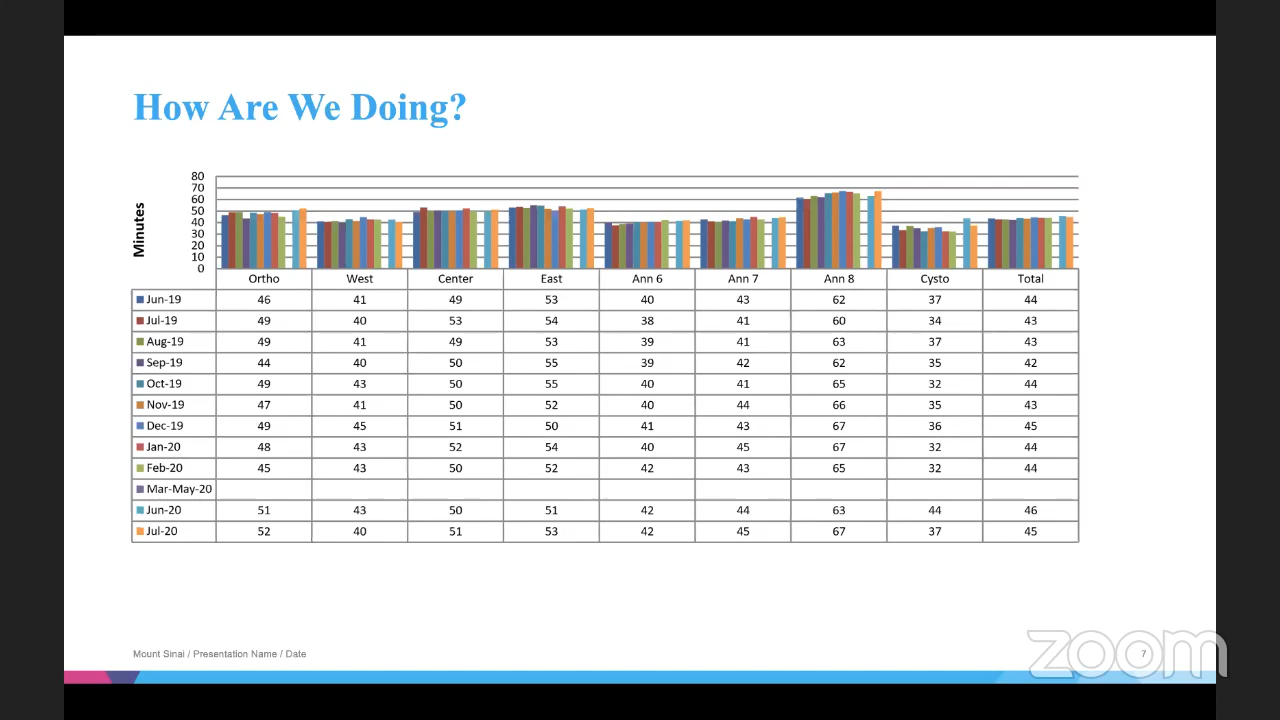 How Are We Doing?
Minutes
80
70
60
50
40
30
20
10
0
Ortho West Center East Ann 6 Ann 7 Ann 8 Cysto Total
Jun-19 46 41 49 53 40 43 62 37 44
Jul-19 49 40 53 54 38 41 60 34 43
Aug-19 49 41 49 53 39 41 63 37 43
Sep-19 44 40 50 55 39 42 62 35 42
Oct-19 49 43 50 55 40 41 65 32 44
Nov-19 47 41 50 52 40 44 66 35 43
Dec-19 49 45 51 50 41 43 67 36 45
Jan-20 48 43 52 54 40 45 67 32 44
Feb-20 45 43 50 52 42 43 65 32 44
Mar-May-20
Jun-20 51 43 50 51 42 44 63 44 46
Jul-20 52 40 51 53 42 45 67 37 45
Mount Sinai / Presentation Name / Date
7
zoom